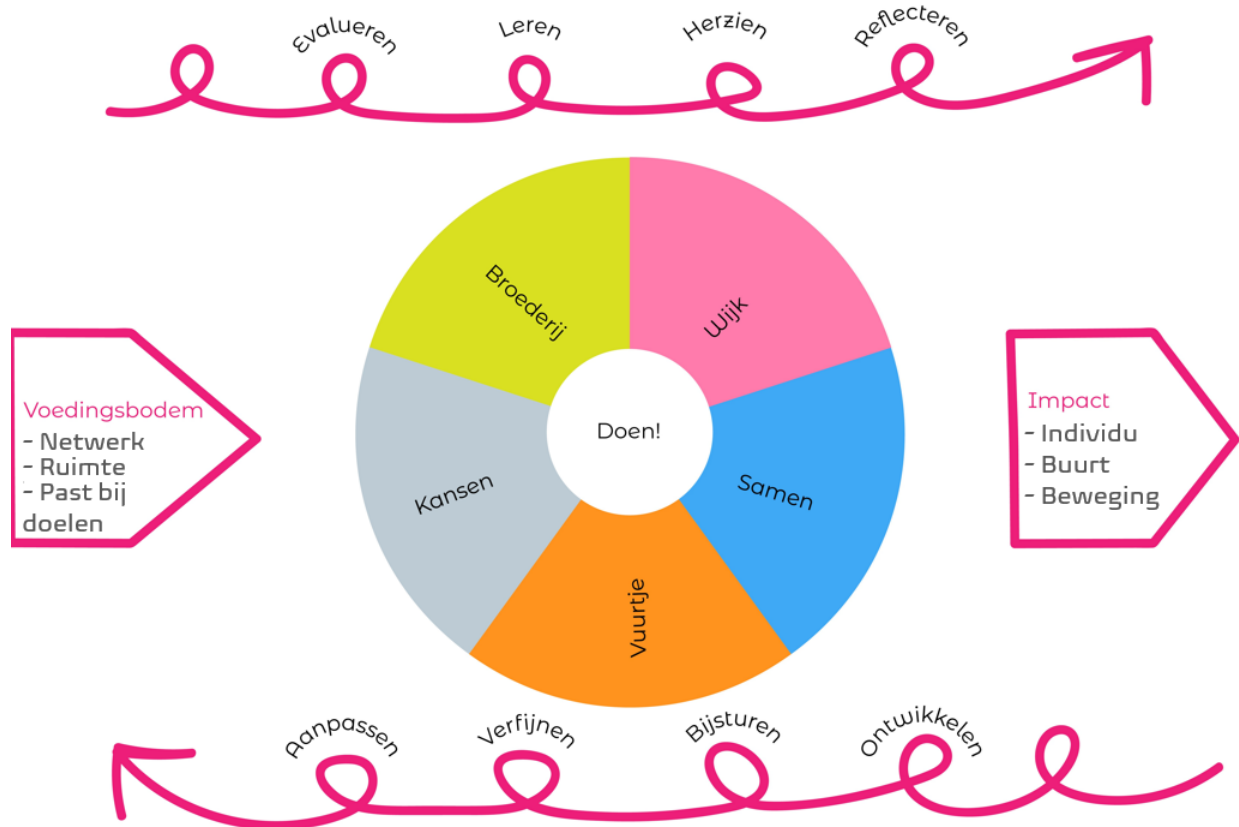 Evalueren
Leren
Herzien
Reflecteren
Broederij
Wijk
Doen!
Kansen
Samen
Vuurtje
Voedingsbodem
- Netwerk
- Ruimte
- Past bij
doelen
Impact
- Individu
- Buurt
- Beweging
Aanpassen
Verfijnen
Bijsturen
Ontwikkelen